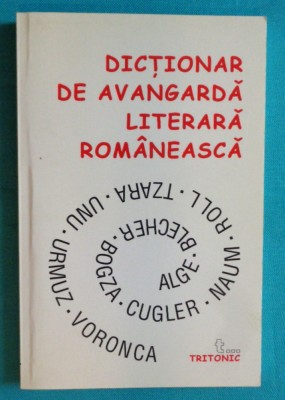 DICȚIONAR
DE AVANGARDĂ
LITERARĂ
ROMÂNEASCĂ
ALGE · BLECHER · BOGZA · CUGLER · NAUM · ROLL · TZARA · UNU · URMUZ · VORONCA
TRITONIC